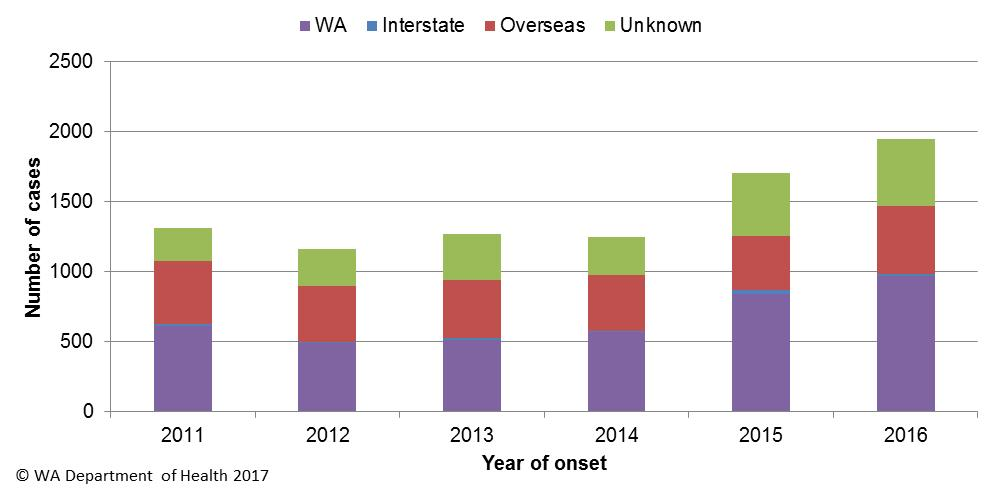 WA Interstate Overseas Unknown
2500
2000
1500
1000
500
0
Number of cases
2011 2012 2013 2014 2015 2016
Year of onset
© WA Department of Health 2017